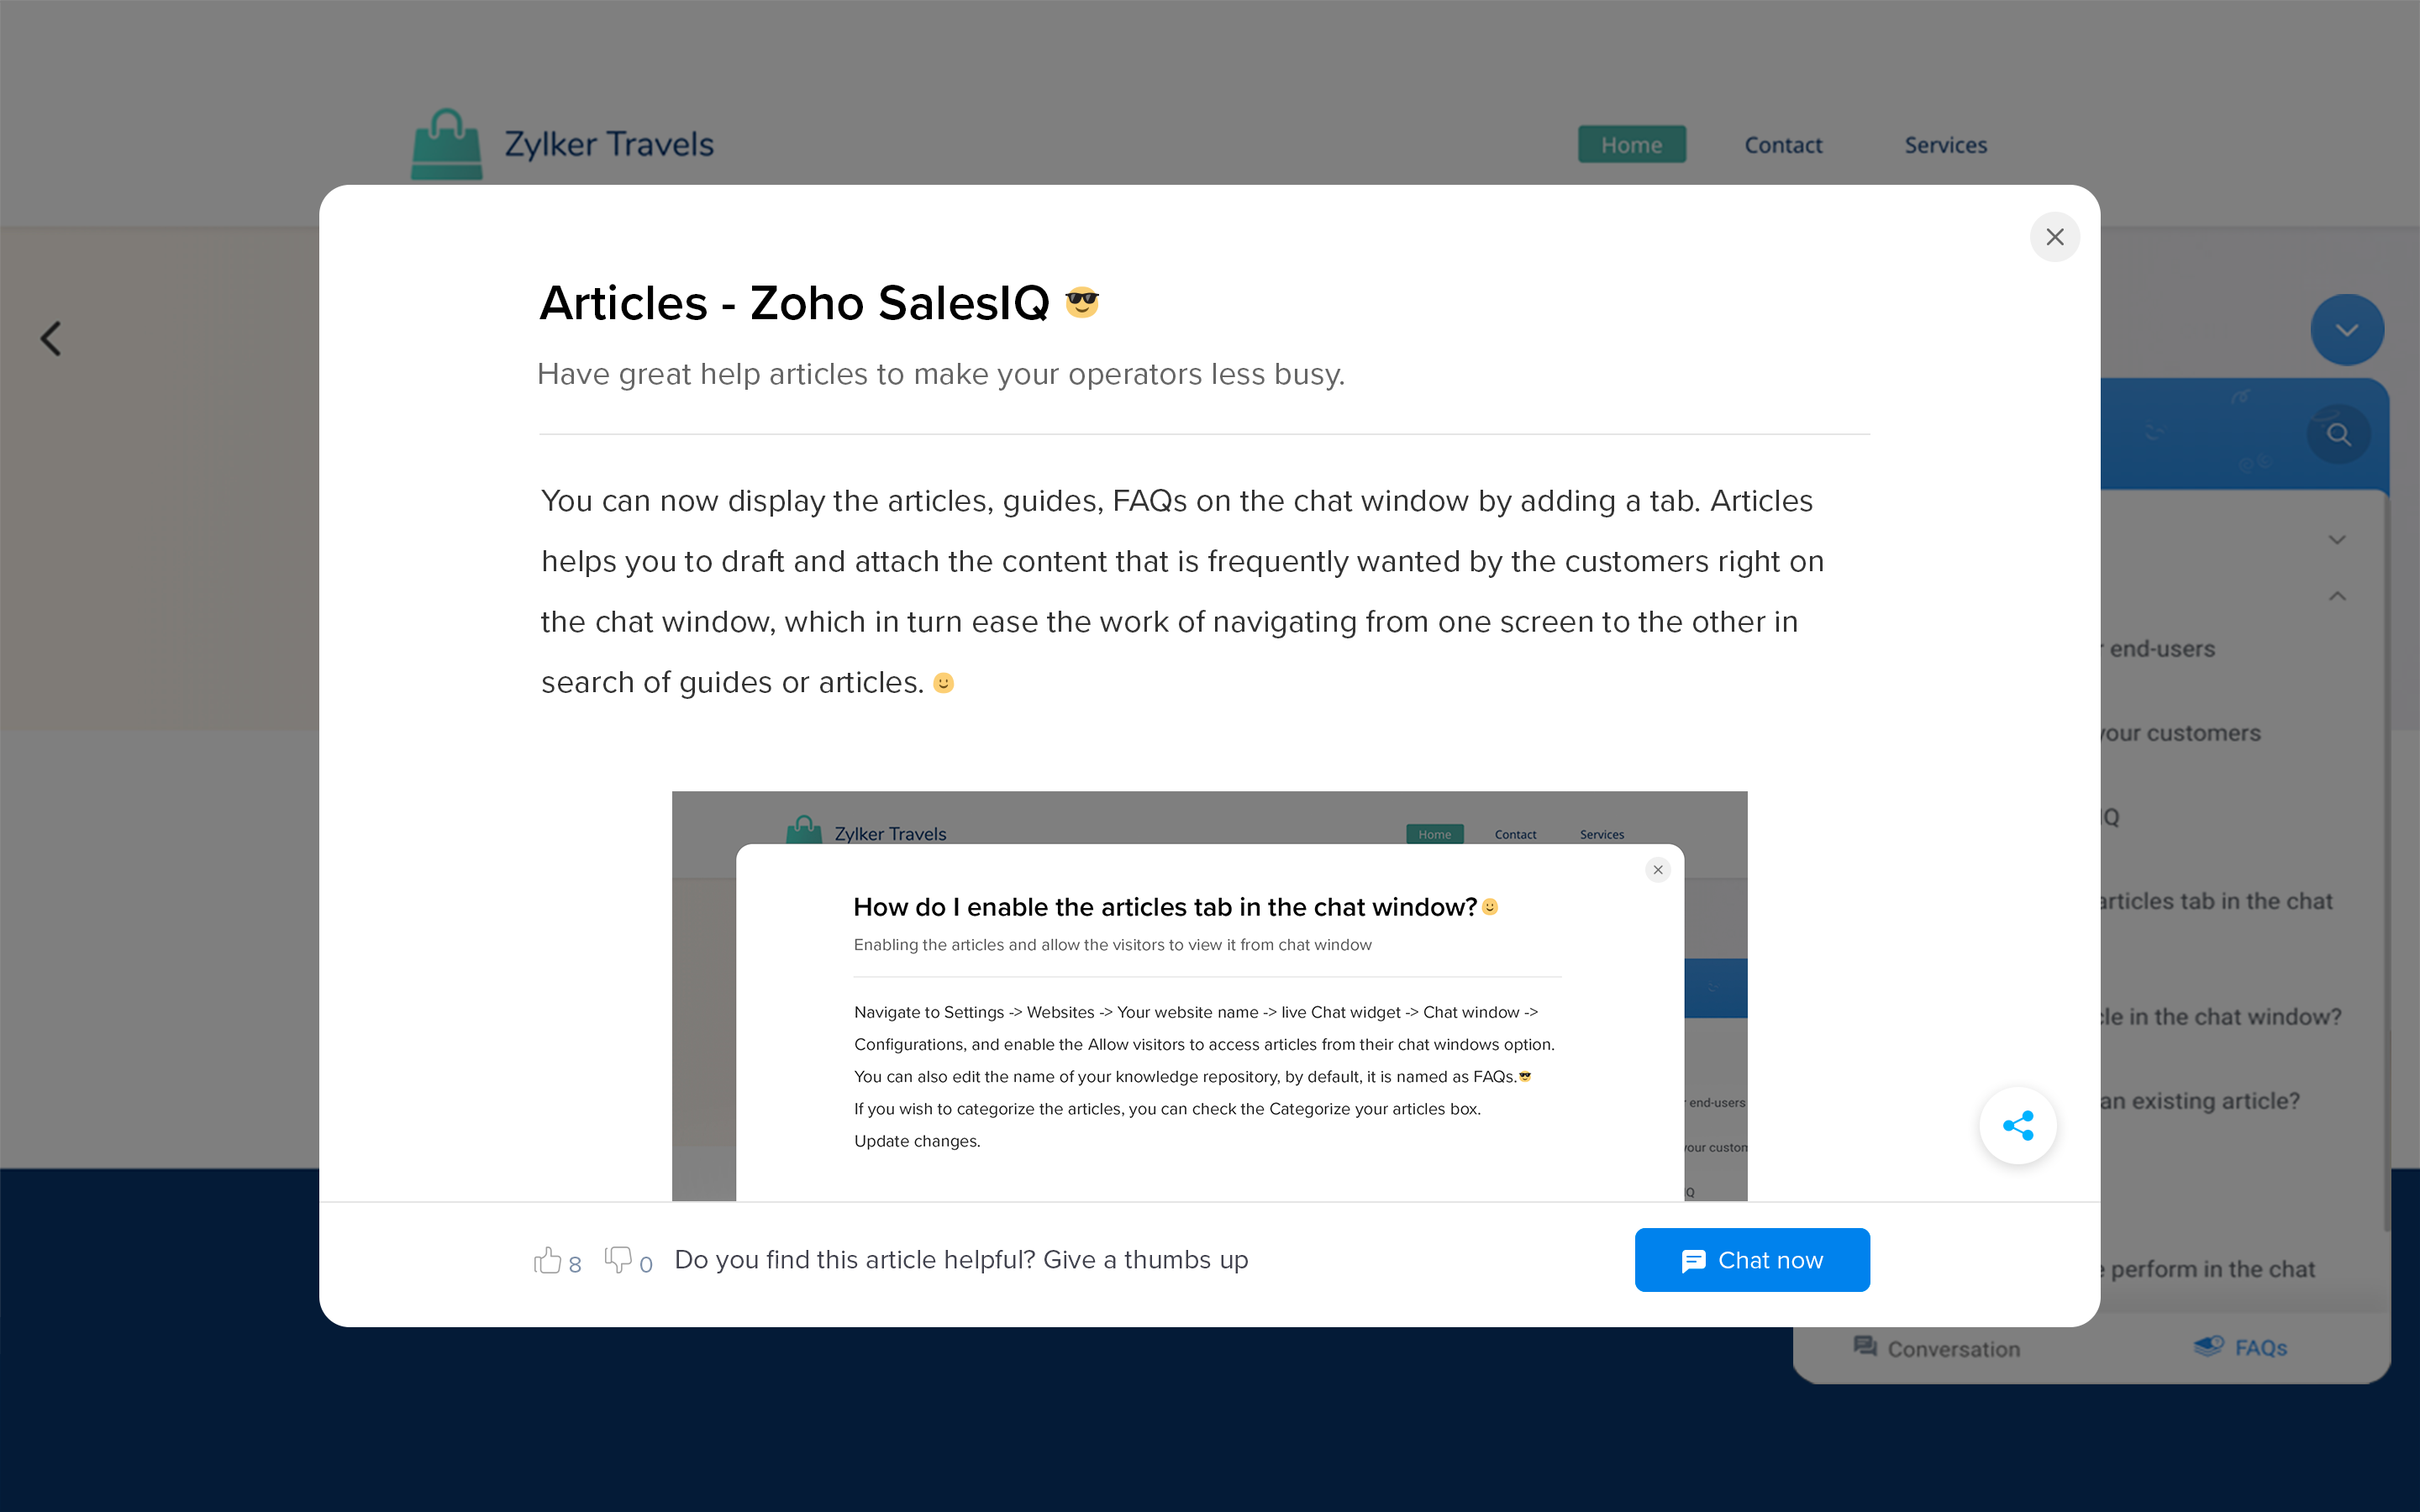 Zylker Travels
Home
Contact
Services
Articles - Zoho SalesIQ 😎
Have great help articles to make your operators less busy.
You can now display the articles, guides, FAQs on the chat window by adding a tab. Articles
helps you to draft and attach the content that is frequently wanted by the customers right on
the chat window, which in turn ease the work of navigating from one screen to the other in
search of guides or articles. 🙂
Zylker Travels
Home
Contact
Services
How do I enable the articles tab in the chat window?🙂
Enabling the articles and allow the visitors to view it from chat window
Navigate to Settings -> Websites -> Your website name -> live Chat widget -> Chat window ->
Configurations, and enable the Allow visitors to access articles from their chat windows option.
You can also edit the name of your knowledge repository, by default, it is named as FAQs.😎
If you wish to categorize the articles, you can check the Categorize your articles box.
Update changes.
end-users
your custom
IQ
8
0
Do you find this article helpful? Give a thumbs up
Chat now
end-users
your customers
IQ
articles tab in the chat
cle in the chat window?
an existing article?
perform in the chat
Conversation
FAQs